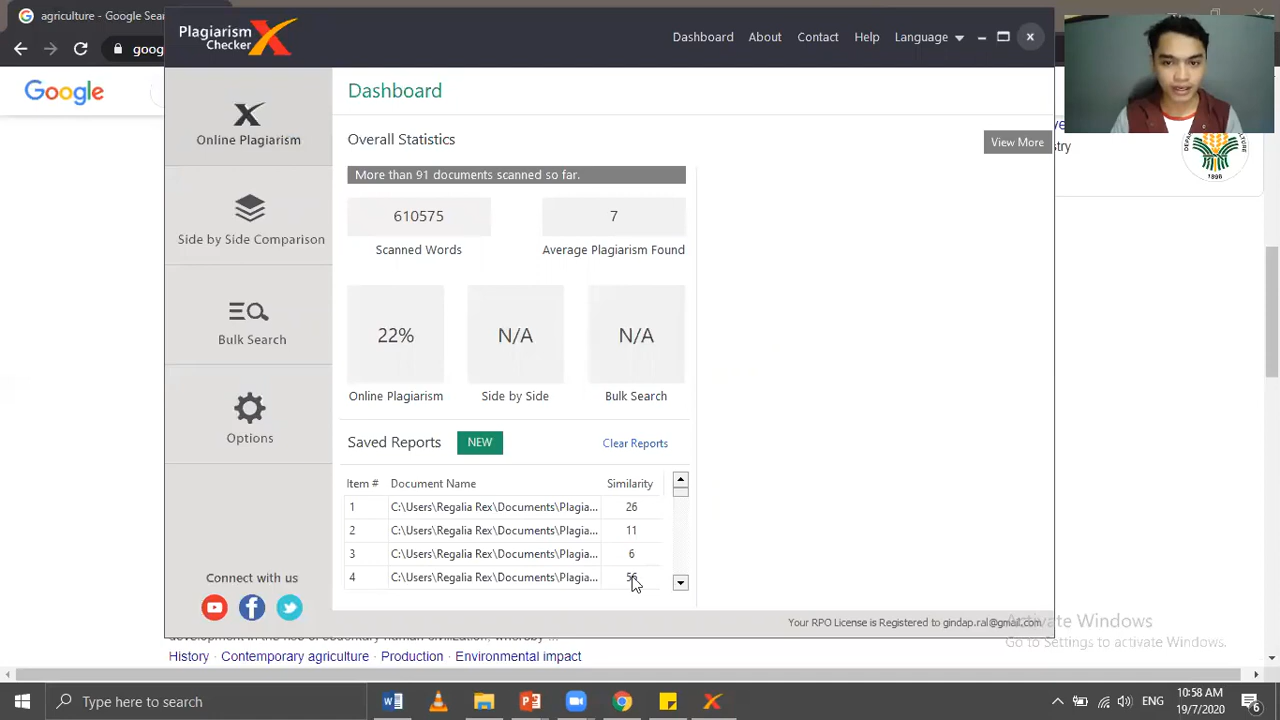 agriculture - Google
goog
Google
Plagiarism
Checker
Dashboard
About
Contact
Help
Language
Online Plagiarism
Side by Side Comparison
Bulk Search
Options
Connect with us
Dashboard
Overall Statistics
View More
More than 91 documents scanned so far.
610575
7
Scanned Words
Average Plagiarism Found
22%
N/A
N/A
Online Plagiarism
Side by Side
Bulk Search
Saved Reports
NEW
Clear Reports
Item #
Document Name
Similarity
1
C:\Users\Regalia Rex\Documents\Plagia...
26
2
C:\Users\Regalia Rex\Documents\Plagia...
11
3
C:\Users\Regalia Rex\Documents\Plagia...
6
4
C:\Users\Regalia Rex\Documents\Plagia...
Your RPO License is Registered to gindap.ral@gmail.com
Activate Windows
Go to Settings to activate Windows.
1898
History · Contemporary agriculture · Production · Environmental impact
Type here to search
ENG
10:58 AM
19/7/2020
6